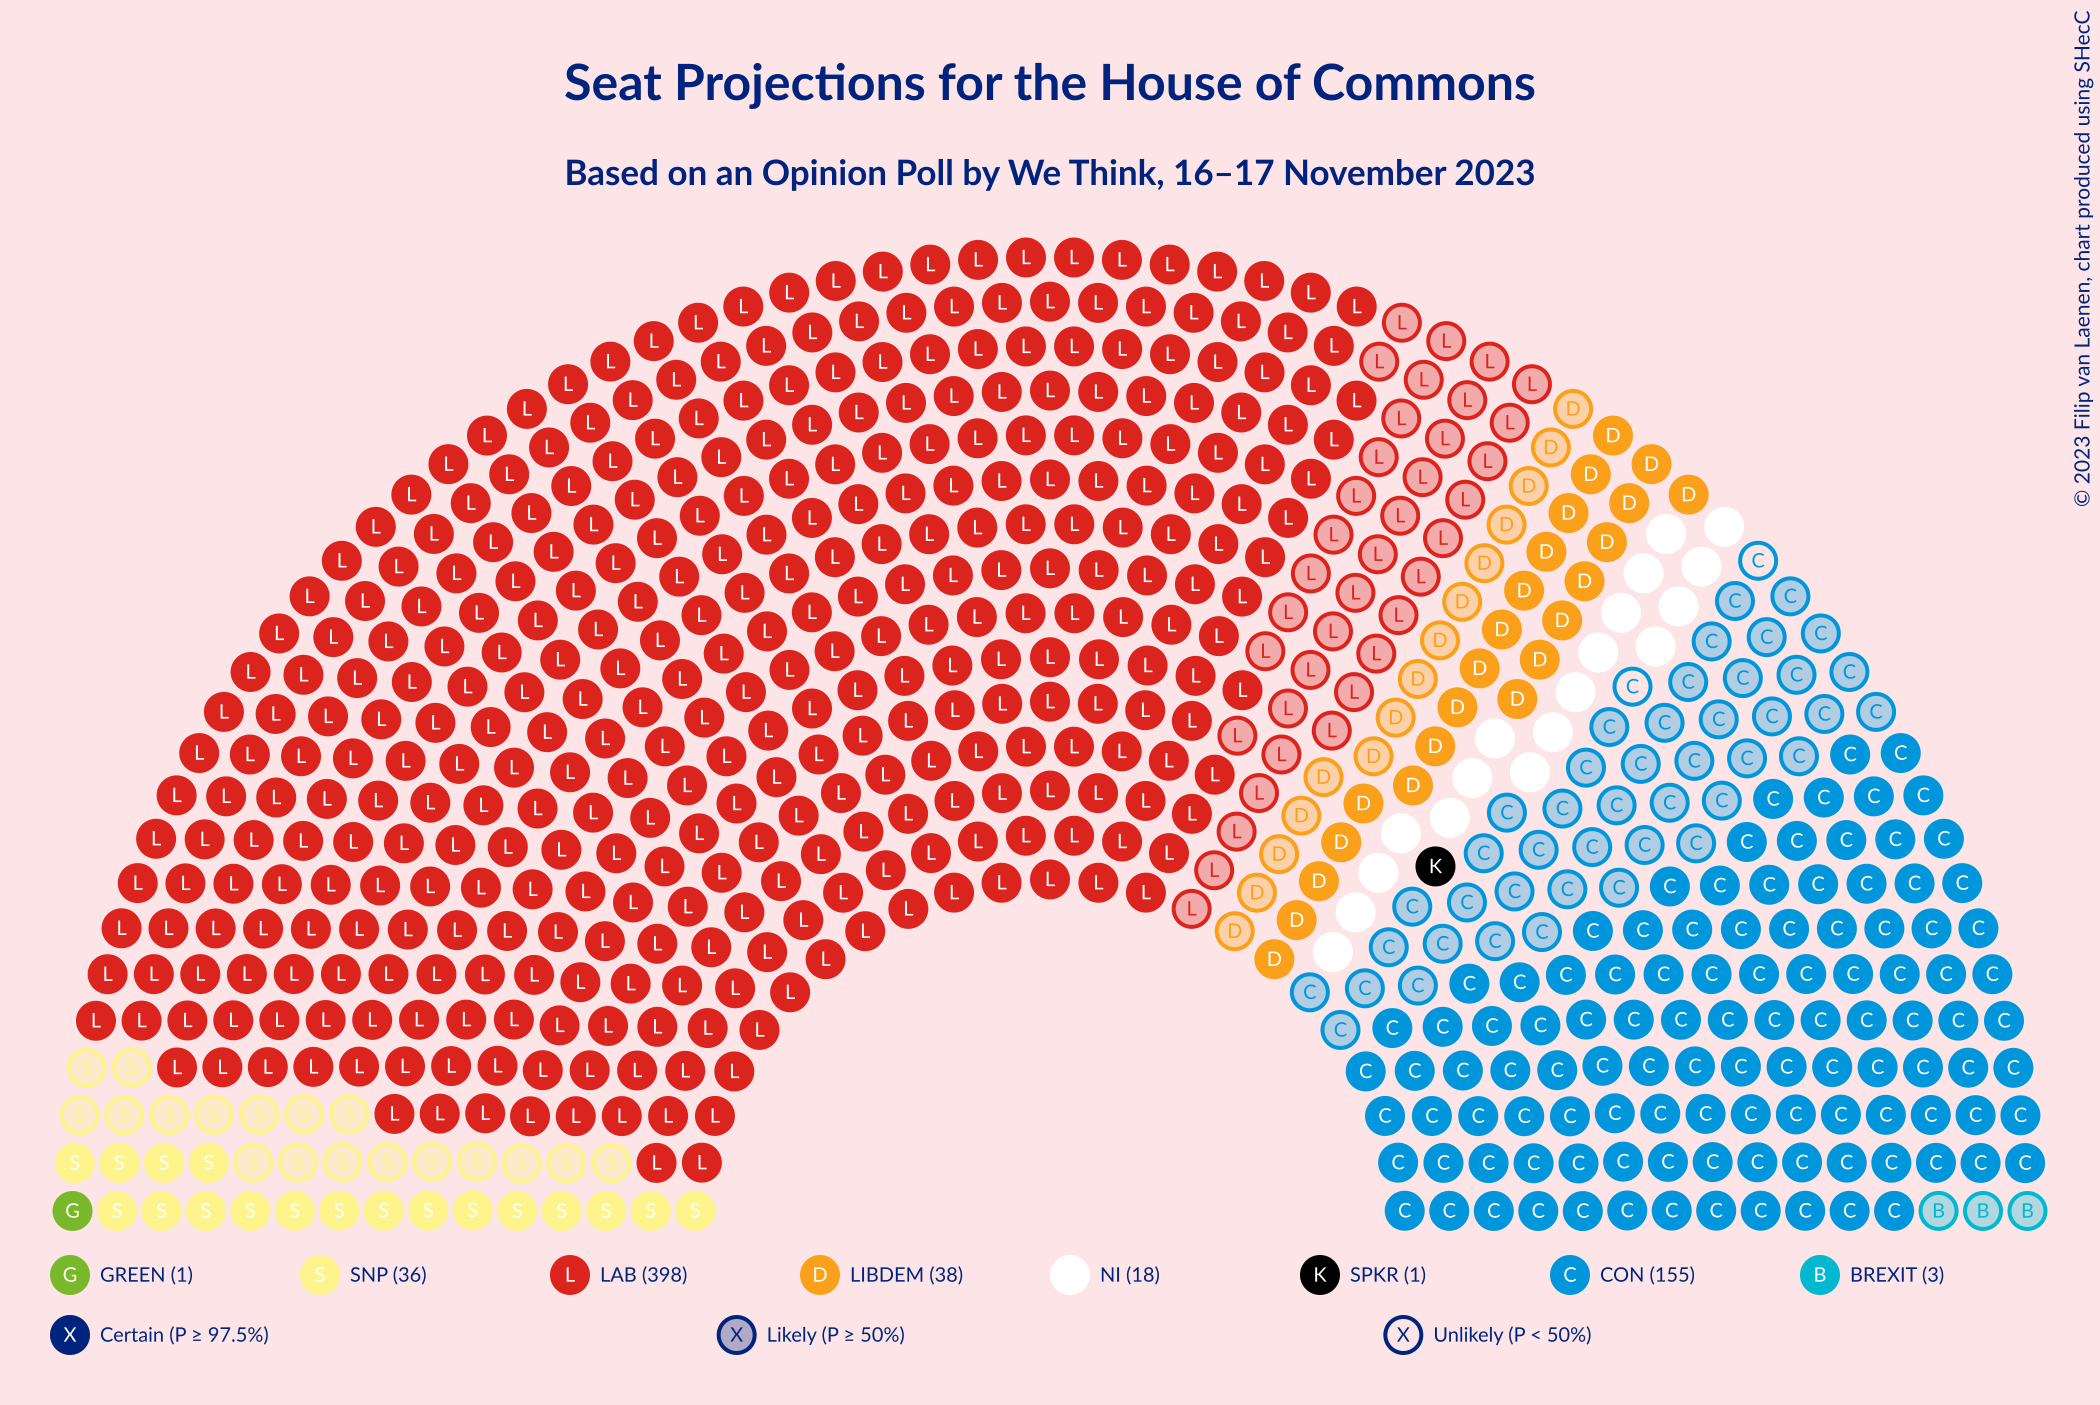 Seat Projections for the House of Commons
Based on an Opinion Poll by We Think, 16–17 November 2023
© 2023 Filip van Laenen, chart produced using SHecC
G GREEN (1) S SNP (36) L LAB (398) D LIBDEM (38) NI (18) K SPKR (1) C CON (155) B BREXIT (3)
X Certain (P ≥ 97.5%) X Likely (P ≥ 50%) X Unlikely (P < 50%)